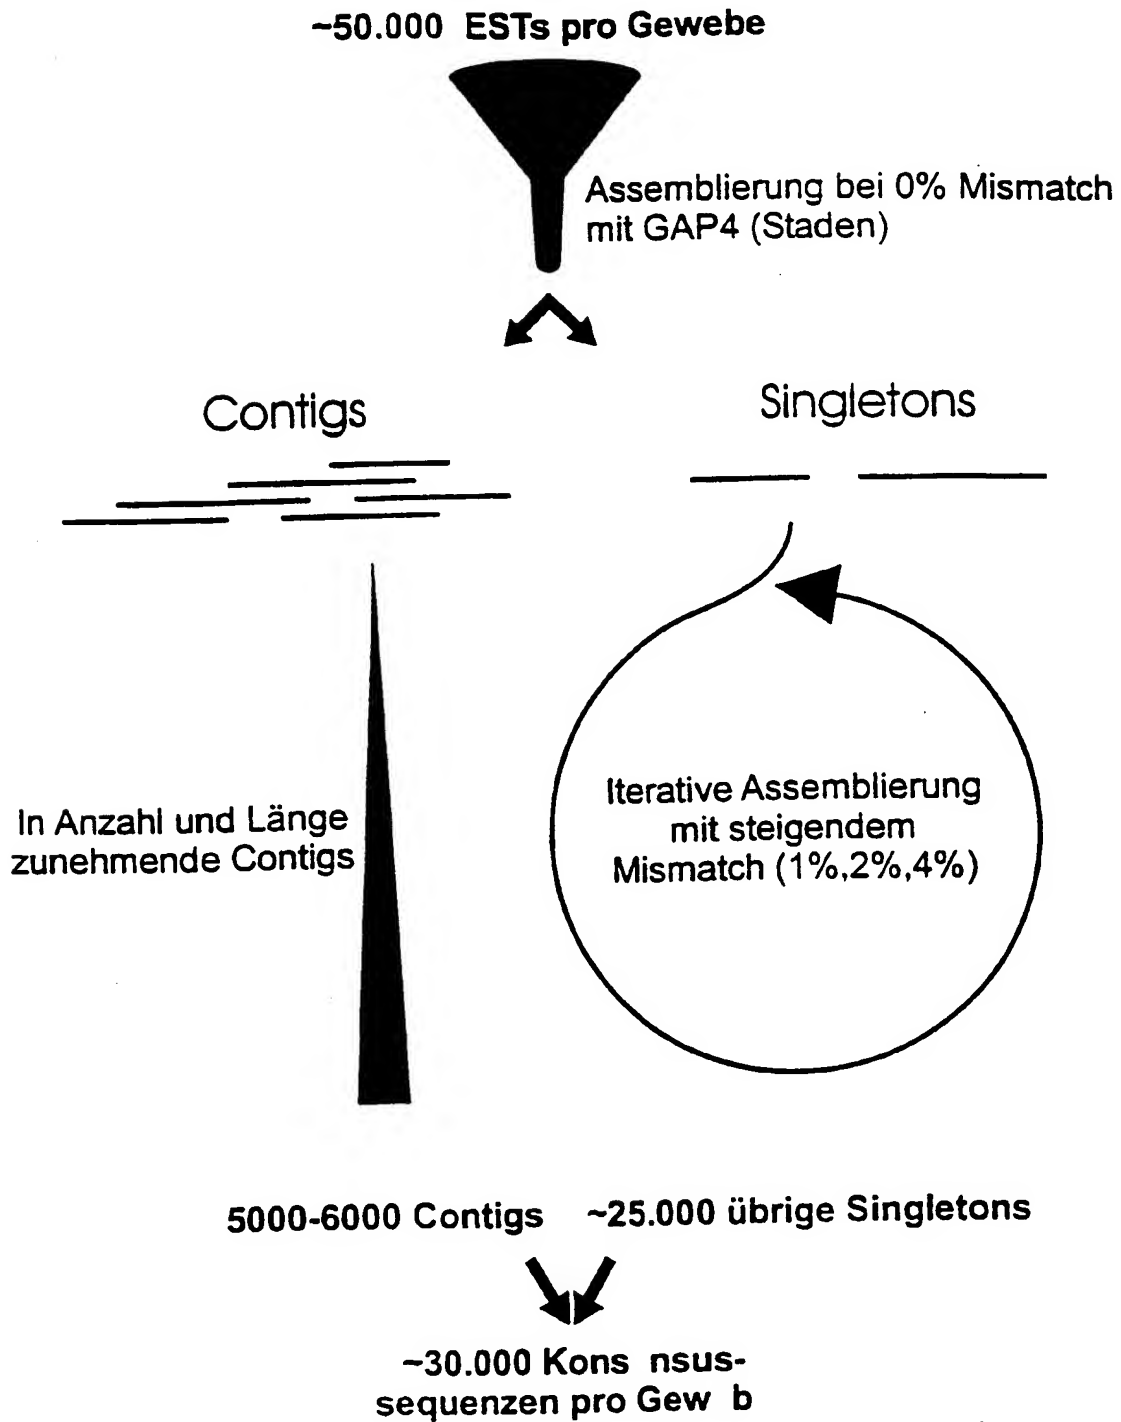 ~50.000 ESTs pro Gewebe
Assemblierung bei 0% Mismatch
mit GAP4 (Staden)
Contigs
Singletons
In Anzahl und Länge
zunehmende Contigs
Iterative Assemblierung
mit steigendem
Mismatch (1%,2%,4%)
5000-6000 Contigs
~25.000 übrige Singletons
~30.000 Kons nsus-
sequenzen pro Gew b